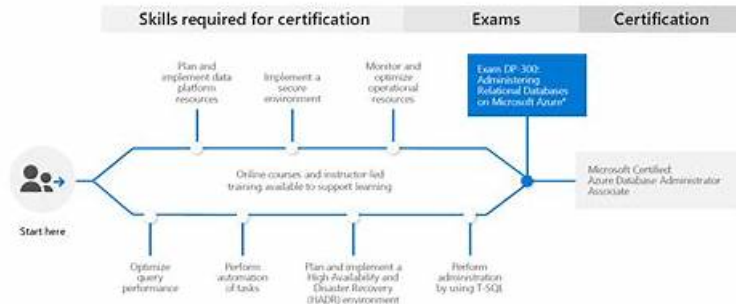 Skills required for certification
Exams
Certification
Plan and
implement data
platform
resources
Implement a
secure
environment
Monitor and
optimize
operational
resources
Exam DP-300:
Administering
Relational Databases
on Microsoft Azure*
Online courses and instructor-led
training available to support learning
Microsoft Certified:
Azure Database Administrator
Associate
Start here
Optimize
query
performance
Perform
automation
of tasks
Plan and implement a
High Availability and
Disaster Recovery
(HADR) environment
Perform
administration
by using T-SQL